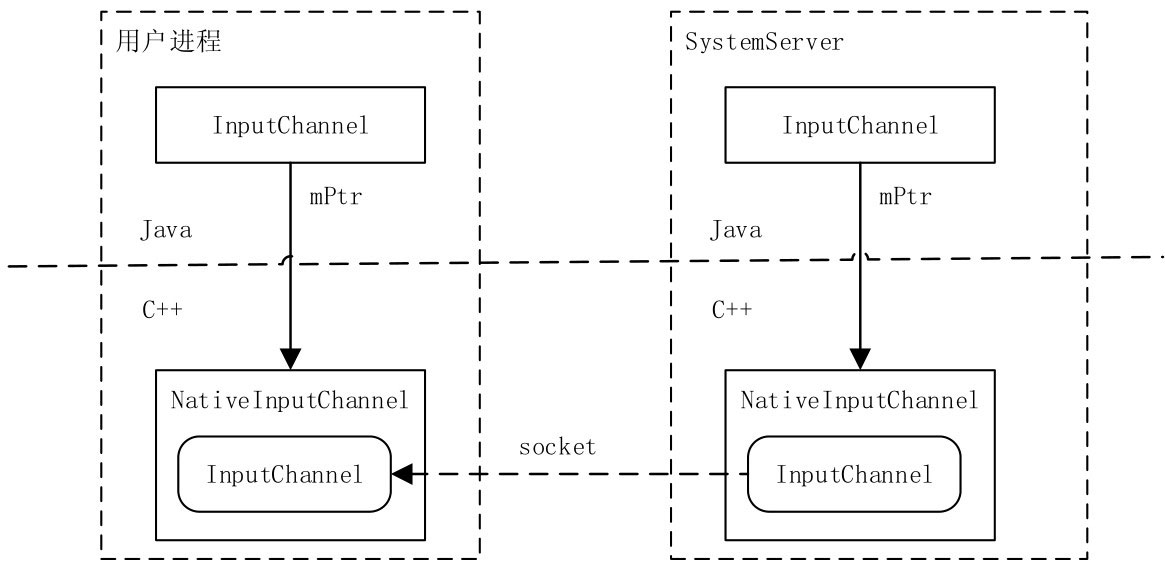 用户进程
SystemServer
InputChannel
InputChannel
mPtr
mPtr
Java
Java
C++
C++
NativeInputChannel
NativeInputChannel
socket
InputChannel
InputChannel